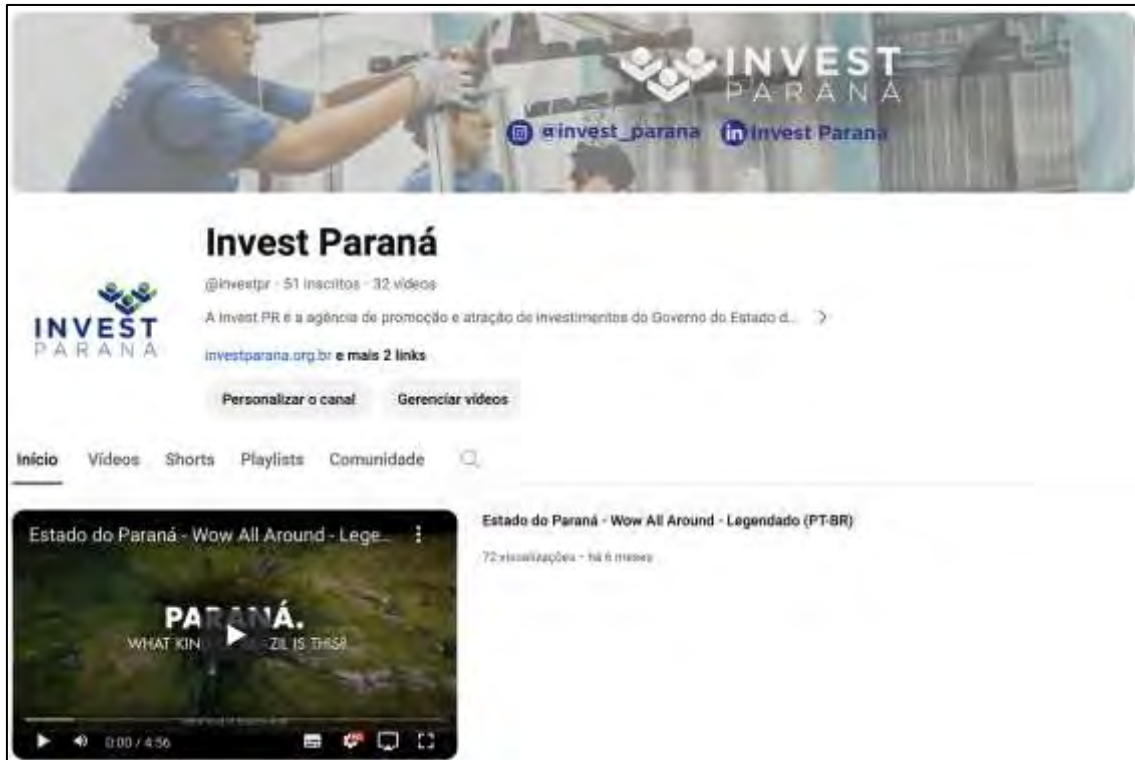 INVEST
PARANÁ
@invest_parana in Invest Paraná
Invest Paraná
@investpr · 51 inscritos · 32 vídeos
A Invest PR é a agência de promoção e atração de investimentos do Governo do Estado d...
INVEST
PARANÁ
investparana.org.br e mais 2 links
Personalizar o canal Gerenciar vídeos
Início Vídeos Shorts Playlists Comunidade
Estado do Paraná - Wow All Around - Lege...
Estado do Paraná - Wow All Around - Legendado (PT-BR)
72 visualizações · há 6 meses
PARANÁ.
WHAT KIN ZIL IS THIS?
0:00 / 4:56